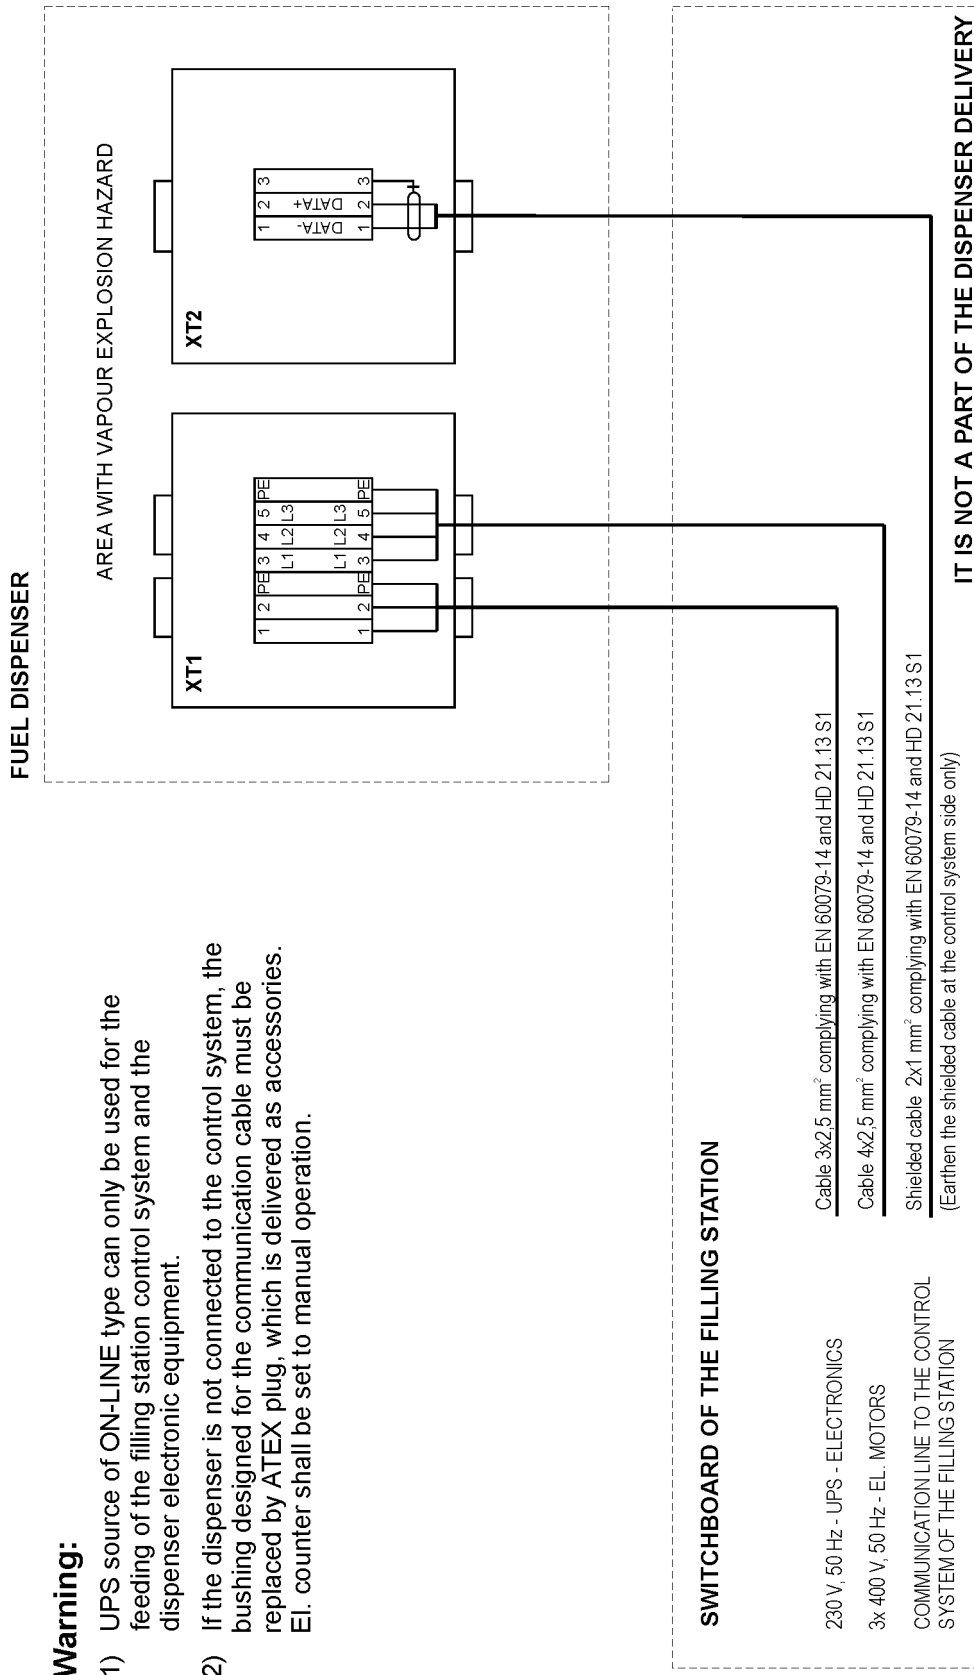 FUEL DISPENSER
AREA WITH VAPOUR EXPLOSION HAZARD
XT1
1 2 PE 3 4 5 PE
L1 L2 L3
L1 L2 L3
1 2 PE 3 4 5 PE
XT2
1 2 3
DATA- DATA+
1 2 3
Warning:
1) UPS source of ON-LINE type can only be used for the
feeding of the filling station control system and the
dispenser electronic equipment.
2) If the dispenser is not connected to the control system, the
bushing designed for the communication cable must be
replaced by ATEX plug, which is delivered as accessories.
El. counter shall be set to manual operation.
SWITCHBOARD OF THE FILLING STATION
230 V, 50 Hz - UPS - ELECTRONICS
Cable 3x2,5 mm² complying with EN 60079-14 and HD 21.13 S1
3x 400 V, 50 Hz - EL. MOTORS
Cable 4x2,5 mm² complying with EN 60079-14 and HD 21.13 S1
COMMUNICATION LINE TO THE CONTROL
SYSTEM OF THE FILLING STATION
Shielded cable 2x1 mm² complying with EN 60079-14 and HD 21.13 S1
(Earthen the shielded cable at the control system side only)
IT IS NOT A PART OF THE DISPENSER DELIVERY